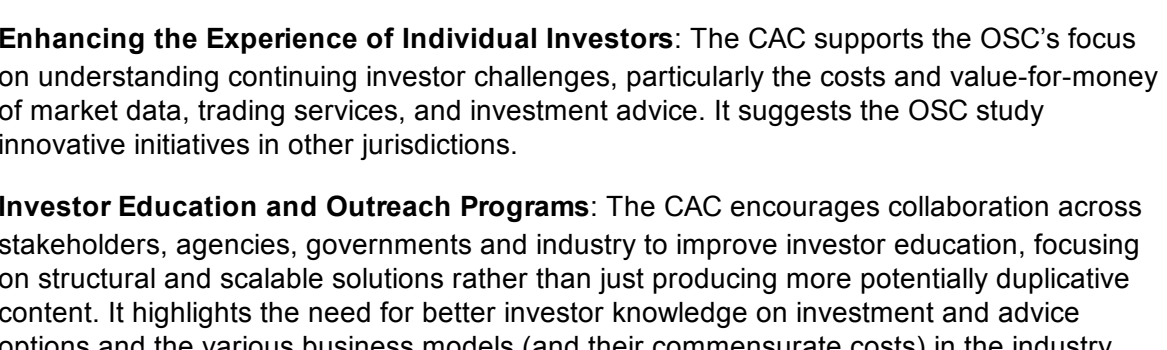 Enhancing the Experience of Individual Investors: The CAC supports the OSC’s focus
on understanding continuing investor challenges, particularly the costs and value-for-money
of market data, trading services, and investment advice. It suggests the OSC study
innovative initiatives in other jurisdictions.
Investor Education and Outreach Programs: The CAC encourages collaboration across
stakeholders, agencies, governments and industry to improve investor education, focusing
on structural and scalable solutions rather than just producing more potentially duplicative
content. It highlights the need for better investor knowledge on investment and advice
options and the various business models (and their commensurate costs) in the industry